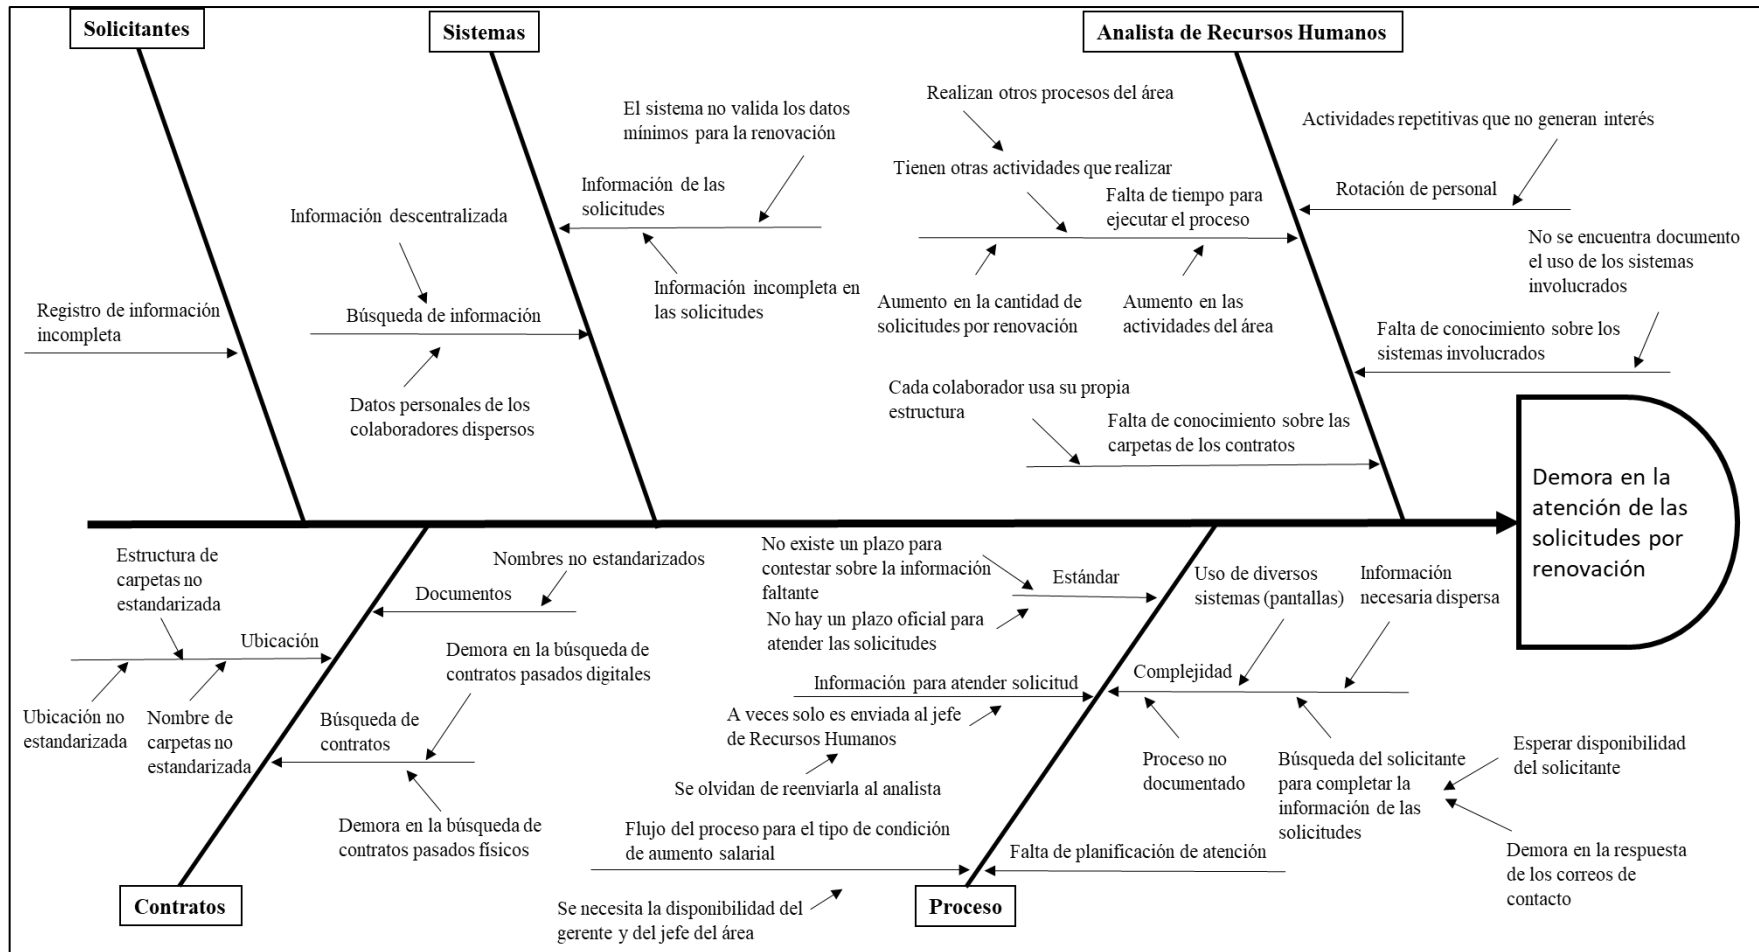 Solicitantes
Sistemas
Analista de Recursos Humanos
Registro de información
incompleta
El sistema no valida los datos
mínimos para la renovación
Información de las
solicitudes
Información incompleta en
las solicitudes
Información descentralizada
Búsqueda de información
Datos personales de los
colaboradores dispersos
Realizan otros procesos del área
Tienen otras actividades que realizar
Falta de tiempo para
ejecutar el proceso
Aumento en la cantidad de
solicitudes por renovación
Aumento en las
actividades del área
Cada colaborador usa su propia
estructura
Falta de conocimiento sobre las
carpetas de los contratos
Actividades repetitivas que no generan interés
Rotación de personal
No se encuentra documento
el uso de los sistemas
involucrados
Falta de conocimiento sobre los
sistemas involucrados
Demora en la
atención de las
solicitudes por
renovación
Estructura de
carpetas no
estandarizada
Ubicación
Ubicación no
estandarizada
Nombre de
carpetas no
estandarizada
Nombres no estandarizados
Documentos
Demora en la búsqueda de
contratos pasados digitales
Búsqueda de
contratos
Demora en la búsqueda de
contratos pasados físicos
No existe un plazo para
contestar sobre la información
faltante
Estándar
No hay un plazo oficial para
atender las solicitudes
Información para atender solicitud
A veces solo es enviada al jefe
de Recursos Humanos
Se olvidan de reenviarla al analista
Flujo del proceso para el tipo de condición
de aumento salarial
Se necesita la disponibilidad del
gerente y del jefe del área
Uso de diversos
sistemas (pantallas)
Información
necesaria dispersa
Complejidad
Proceso no
documentado
Búsqueda del solicitante
para completar la
información de las
solicitudes
Esperar disponibilidad
del solicitante
Demora en la respuesta
de los correos de
contacto
Falta de planificación de atención
Contratos
Proceso